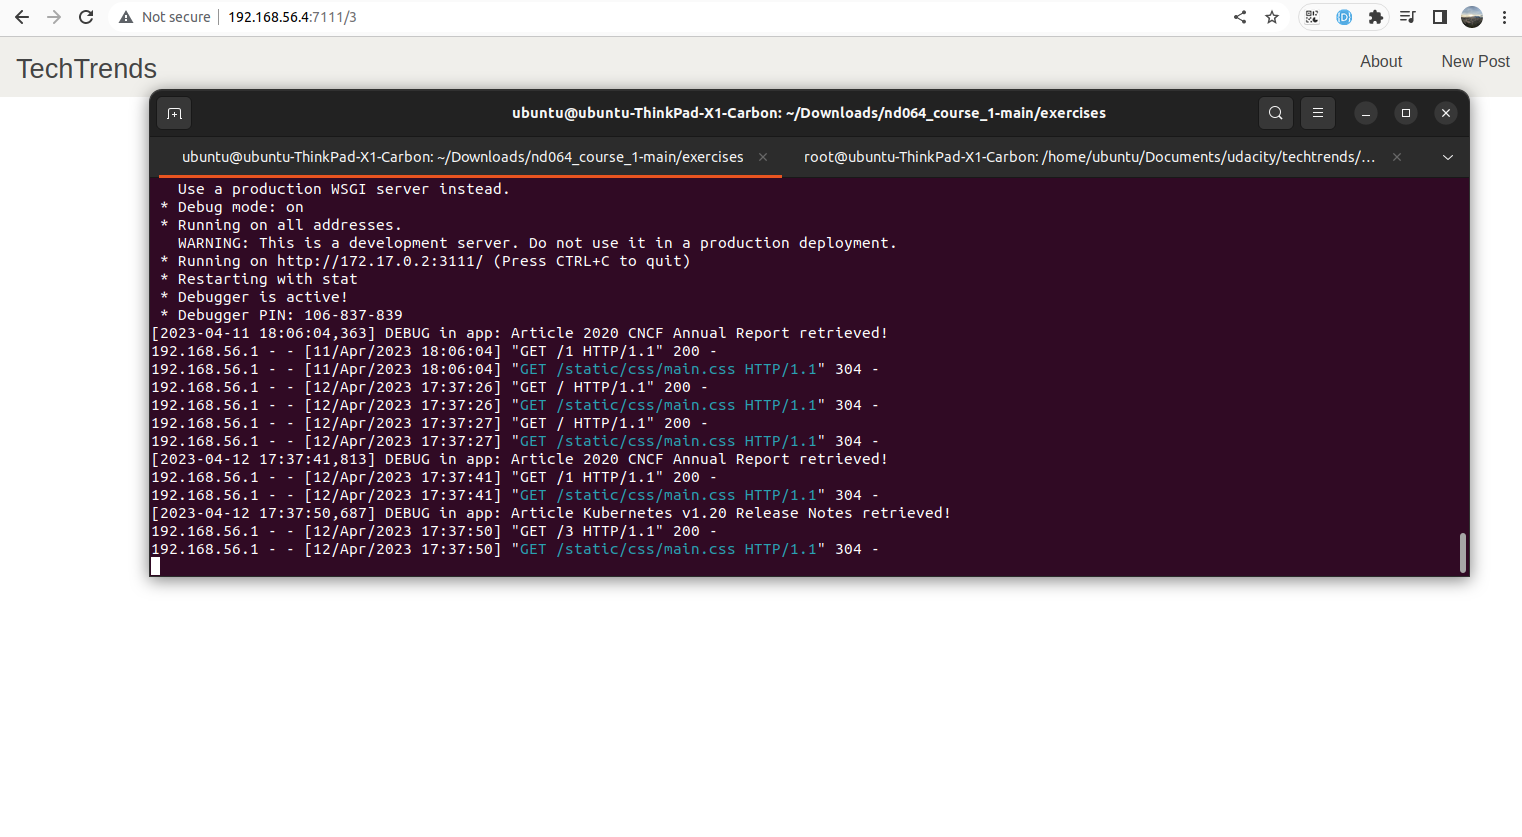 Not secure | 192.168.56.4:7111/3
TechTrends
About
New Post
ubuntu@ubuntu-ThinkPad-X1-Carbon: ~/Downloads/nd064_course_1-main/exercises
ubuntu@ubuntu-ThinkPad-X1-Carbon: ~/Downloads/nd064_course_1-main/exercises
root@ubuntu-ThinkPad-X1-Carbon: /home/ubuntu/Documents/udacity/techtrends/...
Use a production WSGI server instead.
* Debug mode: on
* Running on all addresses.
WARNING: This is a development server. Do not use it in a production deployment.
* Running on http://172.17.0.2:3111/ (Press CTRL+C to quit)
* Restarting with stat
* Debugger is active!
* Debugger PIN: 106-837-839
[2023-04-11 18:06:04,363] DEBUG in app: Article 2020 CNCF Annual Report retrieved!
192.168.56.1 - - [11/Apr/2023 18:06:04] "GET /1 HTTP/1.1" 200 -
192.168.56.1 - - [11/Apr/2023 18:06:04] "GET /static/css/main.css HTTP/1.1" 304 -
192.168.56.1 - - [12/Apr/2023 17:37:26] "GET / HTTP/1.1" 200 -
192.168.56.1 - - [12/Apr/2023 17:37:26] "GET /static/css/main.css HTTP/1.1" 304 -
192.168.56.1 - - [12/Apr/2023 17:37:27] "GET / HTTP/1.1" 200 -
192.168.56.1 - - [12/Apr/2023 17:37:27] "GET /static/css/main.css HTTP/1.1" 304 -
[2023-04-12 17:37:41,813] DEBUG in app: Article 2020 CNCF Annual Report retrieved!
192.168.56.1 - - [12/Apr/2023 17:37:41] "GET /1 HTTP/1.1" 200 -
192.168.56.1 - - [12/Apr/2023 17:37:41] "GET /static/css/main.css HTTP/1.1" 304 -
[2023-04-12 17:37:50,687] DEBUG in app: Article Kubernetes v1.20 Release Notes retrieved!
192.168.56.1 - - [12/Apr/2023 17:37:50] "GET /3 HTTP/1.1" 200 -
192.168.56.1 - - [12/Apr/2023 17:37:50] "GET /static/css/main.css HTTP/1.1" 304 -